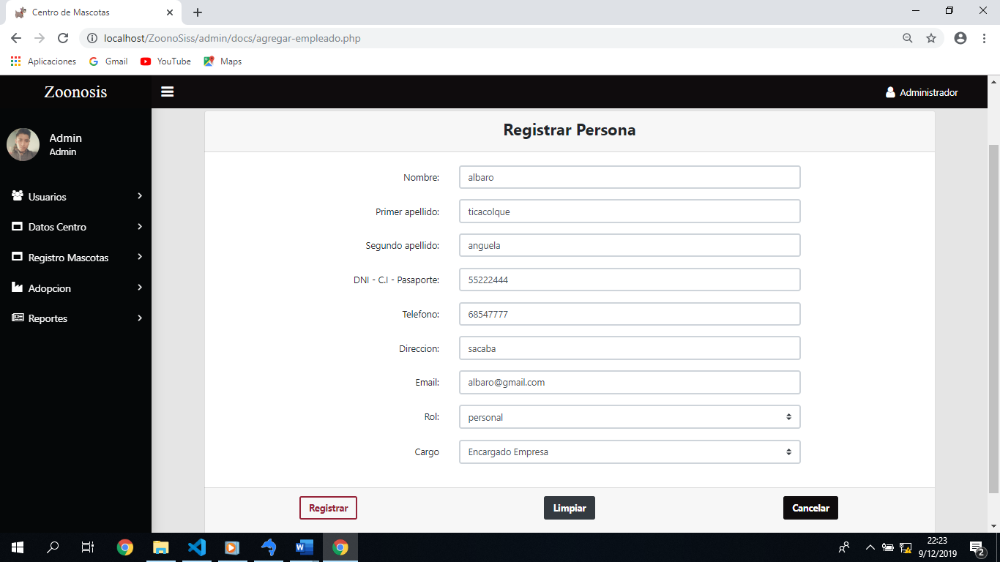 Centro de Mascotas
localhost/ZoonoSiss/admin/docs/agregar-empleado.php
Aplicaciones Gmail YouTube Maps
Zoonosis
Administrador
Admin
Admin
Usuarios
Datos Centro
Registro Mascotas
Adopcion
Reportes
Registrar Persona
Nombre: albaro
Primer apellido: ticacolque
Segundo apellido: anguela
DNI - C.I - Pasaporte: 55222444
Telefono: 68547777
Direccion: sacaba
Email: albaro@gmail.com
Rol: personal
Cargo Encargado Empresa
Registrar Limpiar Cancelar
22:23
9/12/2019
2